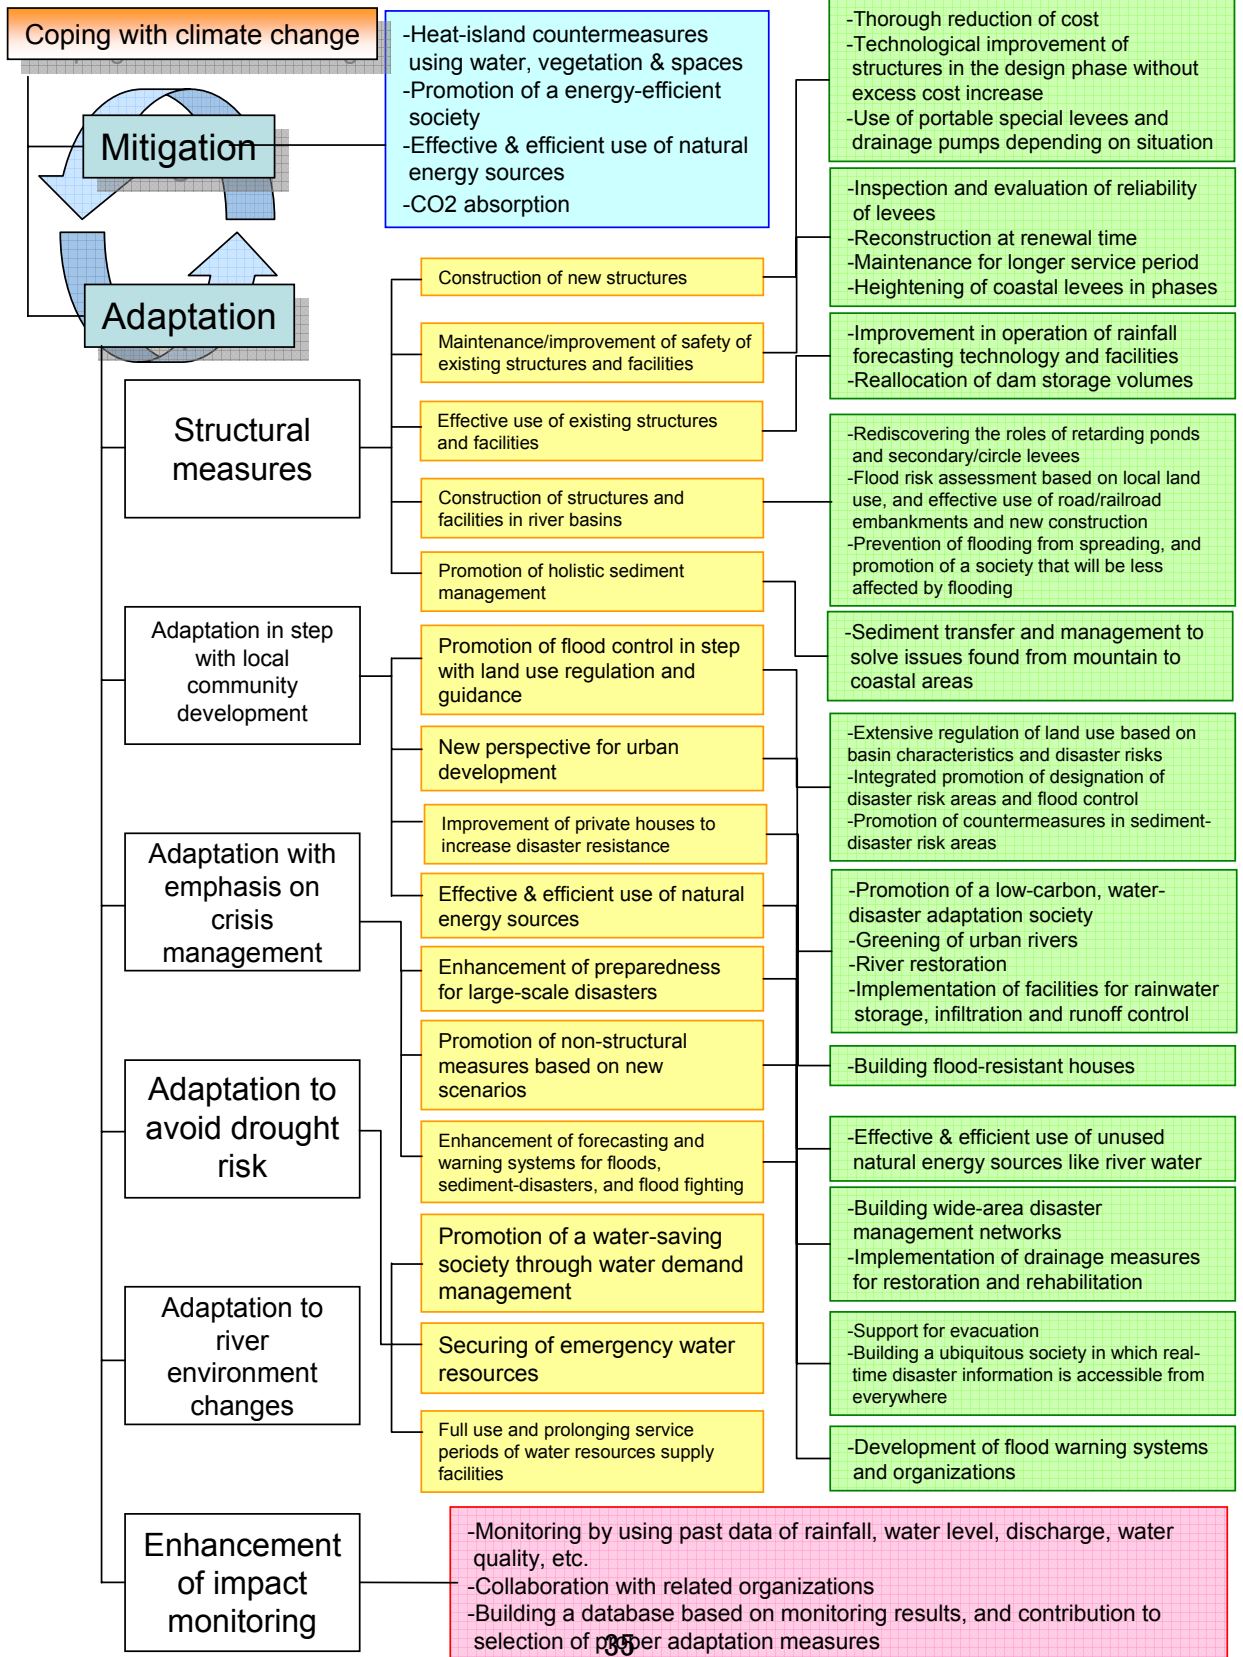 Coping with climate change
Mitigation
Adaptation
-Heat-island countermeasures
using water, vegetation & spaces
-Promotion of a energy-efficient
society
-Effective & efficient use of natural
energy sources
-CO2 absorption
Structural
measures
Adaptation in step
with local
community
development
Adaptation with
emphasis on
crisis
management
Adaptation to
avoid drought
risk
Adaptation to
river
environment
changes
Enhancement
of impact
monitoring
Construction of new structures
Maintenance/improvement of safety of
existing structures and facilities
Effective use of existing structures
and facilities
Construction of structures and
facilities in river basins
Promotion of holistic sediment
management
Promotion of flood control in step
with land use regulation and
guidance
New perspective for urban
development
Improvement of private houses to
increase disaster resistance
Effective & efficient use of natural
energy sources
Enhancement of preparedness
for large-scale disasters
Promotion of non-structural
measures based on new
scenarios
Enhancement of forecasting and
warning systems for floods,
sediment-disasters, and flood fighting
Promotion of a water-saving
society through water demand
management
Securing of emergency water
resources
Full use and prolonging service
periods of water resources supply
facilities
-Thorough reduction of cost
-Technological improvement of
structures in the design phase without
excess cost increase
-Use of portable special levees and
drainage pumps depending on situation
-Inspection and evaluation of reliability
of levees
-Reconstruction at renewal time
-Maintenance for longer service period
-Heightening of coastal levees in phases
-Improvement in operation of rainfall
forecasting technology and facilities
-Reallocation of dam storage volumes
-Rediscovering the roles of retarding ponds
and secondary/circle levees
-Flood risk assessment based on local land
use, and effective use of road/railroad
embankments and new construction
-Prevention of flooding from spreading, and
promotion of a society that will be less
affected by flooding
-Sediment transfer and management to
solve issues found from mountain to
coastal areas
-Extensive regulation of land use based on
basin characteristics and disaster risks
-Integrated promotion of designation of
disaster risk areas and flood control
-Promotion of countermeasures in sediment-
disaster risk areas
-Promotion of a low-carbon, water-
disaster adaptation society
-Greening of urban rivers
-River restoration
-Implementation of facilities for rainwater
storage, infiltration and runoff control
-Building flood-resistant houses
-Effective & efficient use of unused
natural energy sources like river water
-Building wide-area disaster
management networks
-Implementation of drainage measures
for restoration and rehabilitation
-Support for evacuation
-Building a ubiquitous society in which real-
time disaster information is accessible from
everywhere
-Development of flood warning systems
and organizations
-Monitoring by using past data of rainfall, water level, discharge, water
quality, etc.
-Collaboration with related organizations
-Building a database based on monitoring results, and contribution to
selection of proper adaptation measures
35